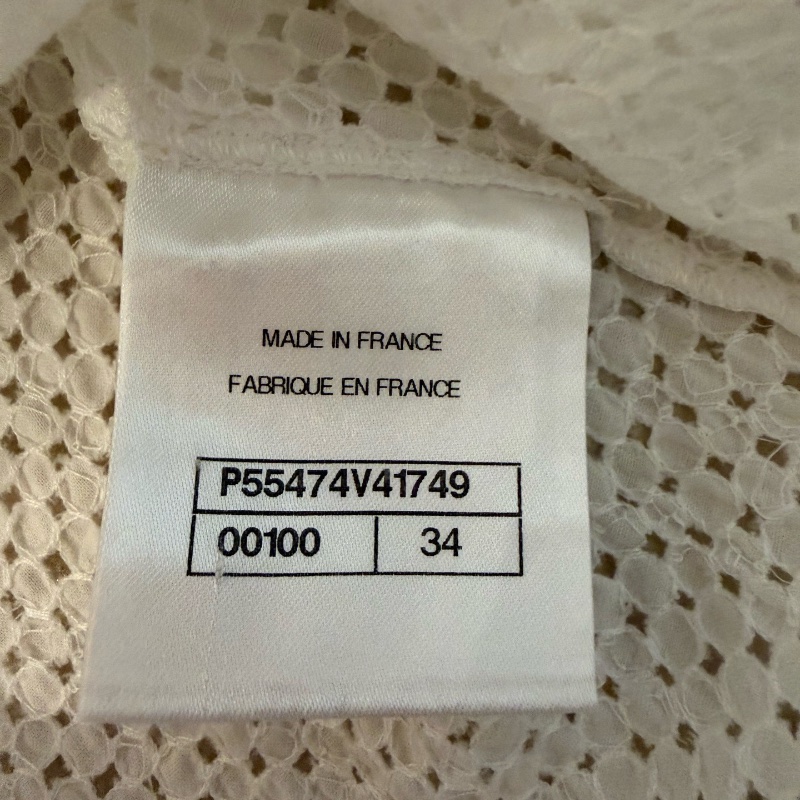 MADE IN FRANCE
FABRIQUE EN FRANCE
P55474V41749
00100 34